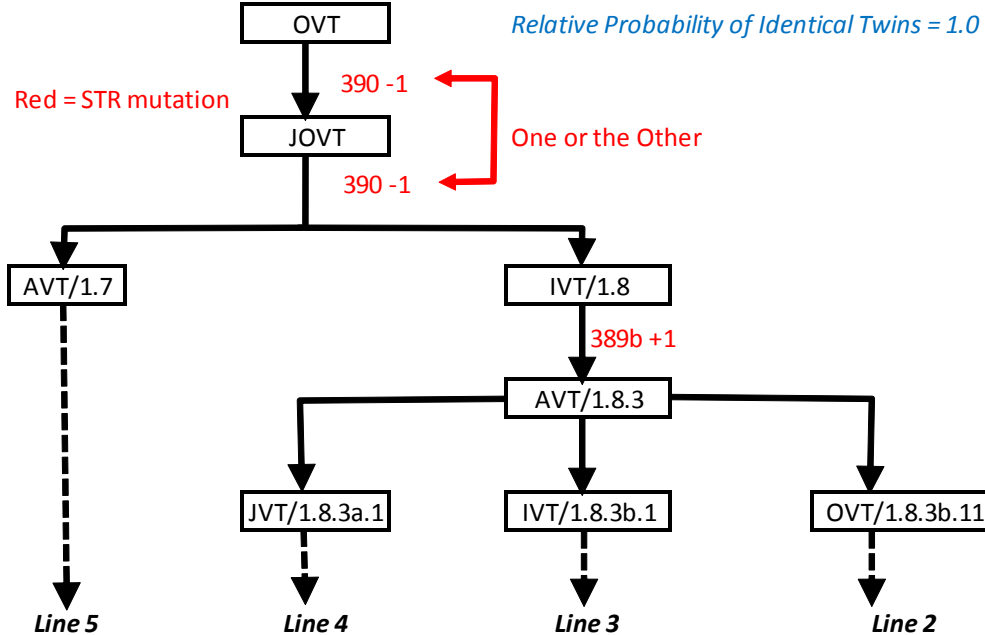 OVT
Relative Probability of Identical Twins = 1.0
390 -1
Red = STR mutation
JOVT
One or the Other
390 -1
AVT/1.7
IVT/1.8
389b +1
AVT/1.8.3
JVT/1.8.3a.1
IVT/1.8.3b.1
OVT/1.8.3b.11
Line 5
Line 4
Line 3
Line 2